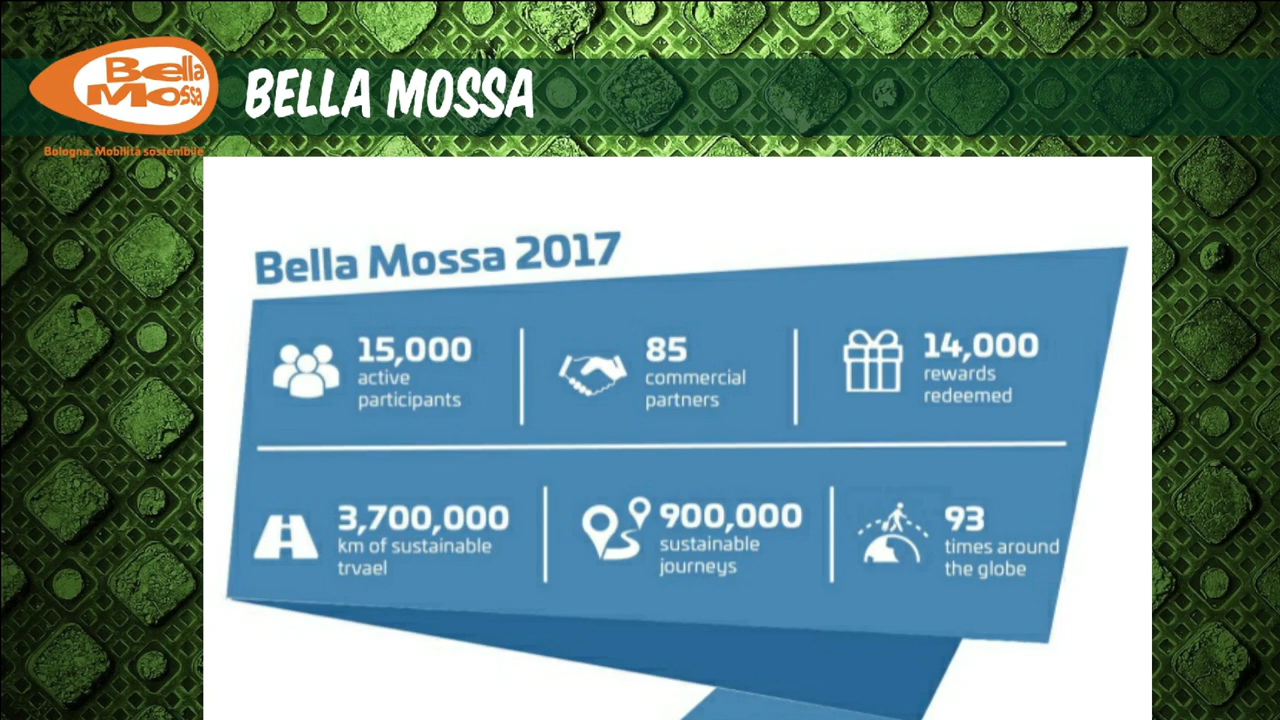 Bella
Mossa
Bologna. Mobilità sostenibile
BELLA MOSSA
Bella Mossa 2017
15,000
active
participants
85
commercial
partners
14,000
rewards
redeemed
3,700,000
km of sustainable
trvael
900,000
sustainable
journeys
93
times around
the globe